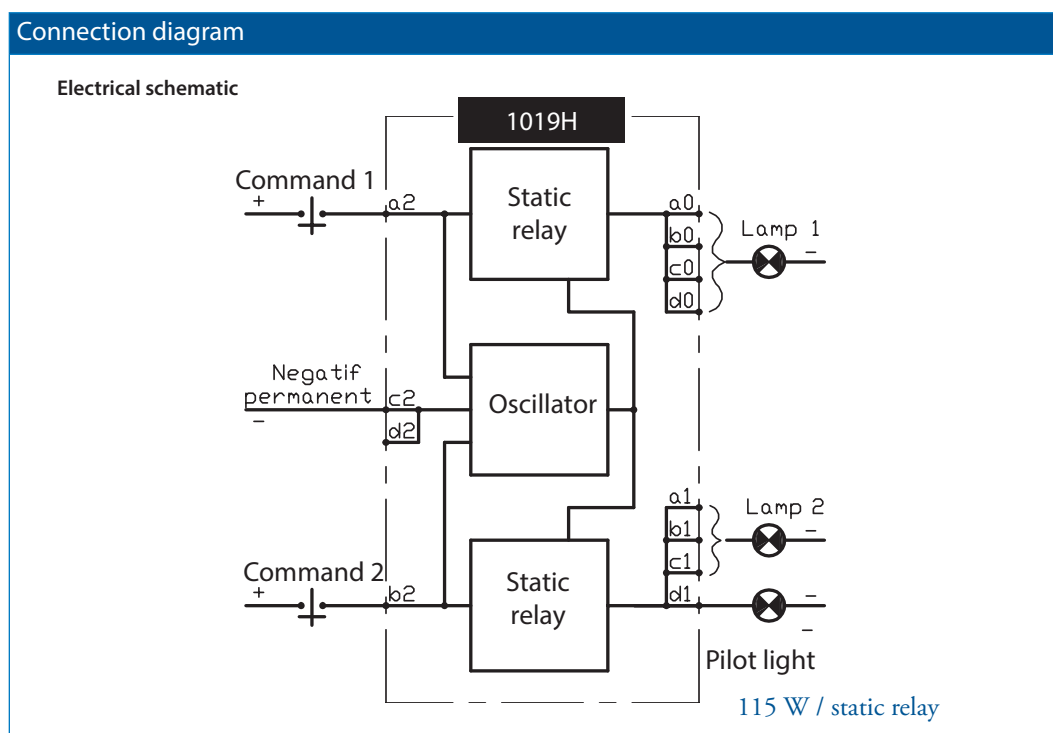 Connection diagram
Electrical schematic
1019H
Command 1
+
a2
Static
relay
a0
b0
c0
d0
Lamp 1
−
Negatif
permanent
−
c2
d2
Oscillator
a1
b1
c1
d1
Lamp 2
−
Command 2
+
b2
Static
relay
−
−
Pilot light
115 W / static relay